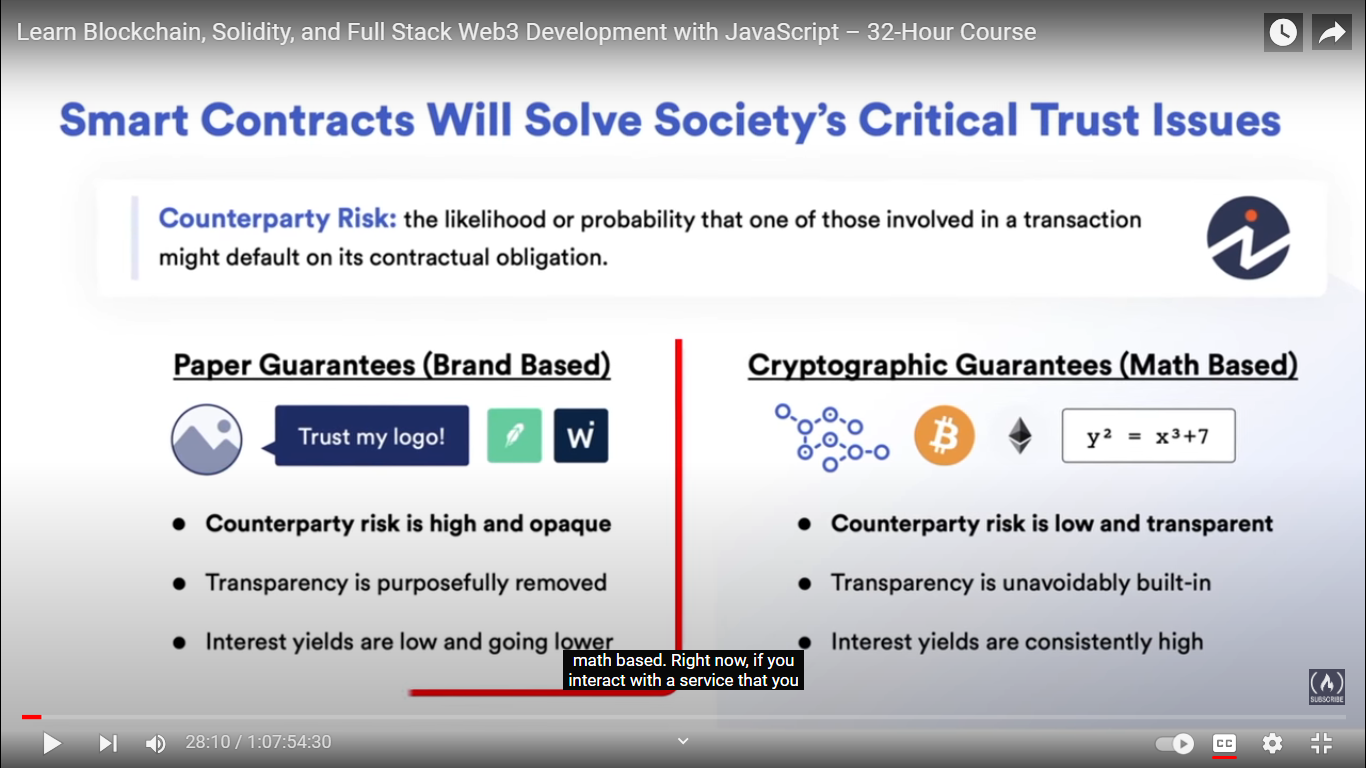 Learn Blockchain, Solidity, and Full Stack Web3 Development with JavaScript – 32-Hour Course
Smart Contracts Will Solve Society’s Critical Trust Issues
Counterparty Risk: the likelihood or probability that one of those involved in a transaction
might default on its contractual obligation.
Paper Guarantees (Brand Based)
Trust my logo!
W
Counterparty risk is high and opaque
Transparency is purposefully removed
Interest yields are low and going lower
Cryptographic Guarantees (Math Based)
y² = x³+7
Counterparty risk is low and transparent
Transparency is unavoidably built-in
Interest yields are consistently high
math based. Right now, if you
interact with a service that you
SUBSCRIBE
28:10 / 1:07:54:30
CC